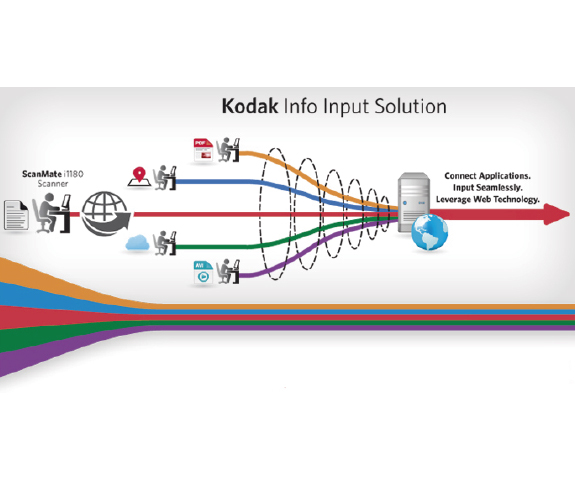 Kodak Info Input Solution
PDF
ScanMate i1180
Scanner
Connect Applications.
Input Seamlessly.
Leverage Web Technology.
AVI